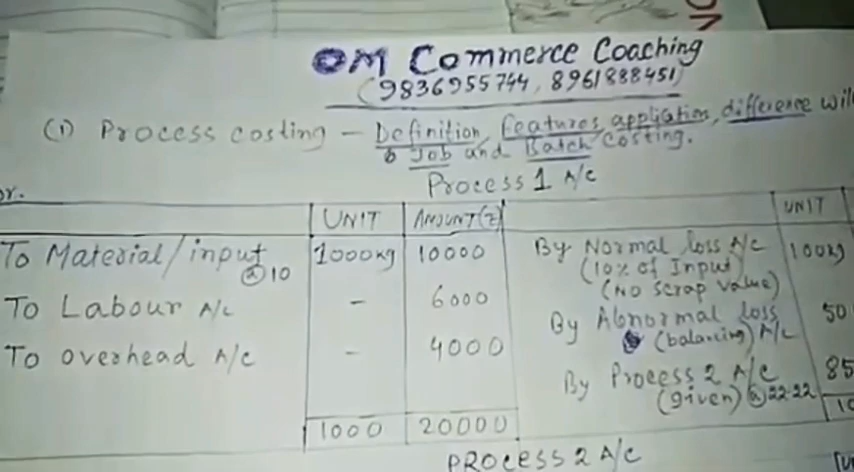 OM Commerce Coaching
(9836955744, 8961888451)
(1) Process costing – Definition, features, application, difference with
Job and Batch costing.
Process 1 A/c
Dr.
UNIT AMOUNT(₹) UNIT
To Material/input 1000kg 10000 By Normal loss A/c 100kg
@ 10 (10% of Input)
(No scrap value)
To Labour A/c – 6000 By Abnormal loss 50
(balancing) A/c
To overhead A/c – 4000 By Process 2 A/c 85
(given) @ 22.22
1000 20000 10
PROCESS 2 A/c